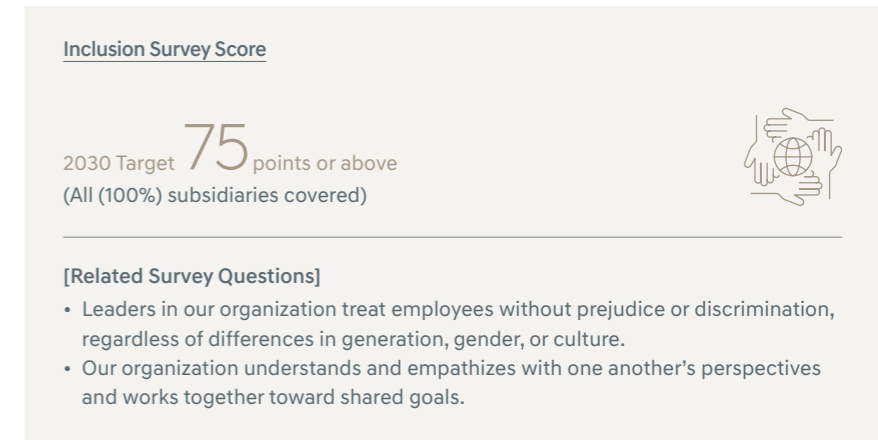 Inclusion Survey Score
2030 Target 75 points or above
(All (100%) subsidiaries covered)
[Related Survey Questions]
• Leaders in our organization treat employees without prejudice or discrimination,
regardless of differences in generation, gender, or culture.
• Our organization understands and empathizes with one another’s perspectives
and works together toward shared goals.